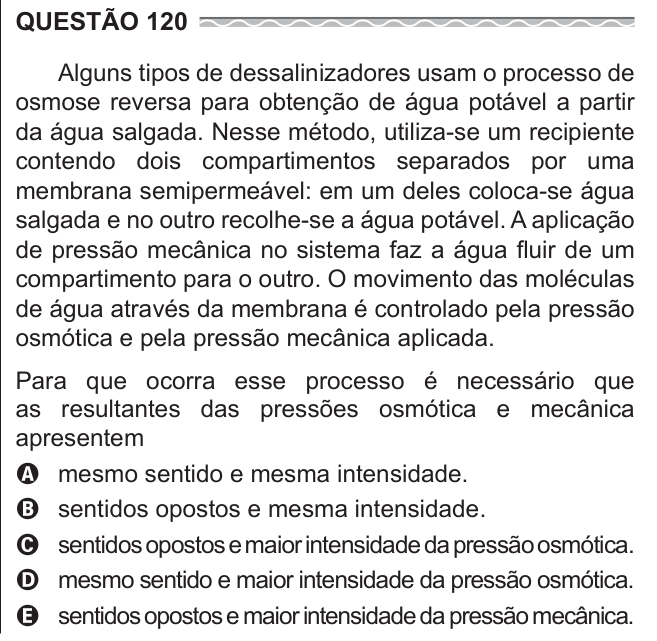 QUESTÃO 120
Alguns tipos de dessalinizadores usam o processo de
osmose reversa para obtenção de água potável a partir
da água salgada. Nesse método, utiliza-se um recipiente
contendo dois compartimentos separados por uma
membrana semipermeável: em um deles coloca-se água
salgada e no outro recolhe-se a água potável. A aplicação
de pressão mecânica no sistema faz a água fluir de um
compartimento para o outro. O movimento das moléculas
de água através da membrana é controlado pela pressão
osmótica e pela pressão mecânica aplicada.
Para que ocorra esse processo é necessário que
as resultantes das pressões osmótica e mecânica
apresentem
A mesmo sentido e mesma intensidade.
B sentidos opostos e mesma intensidade.
C sentidos opostos e maior intensidade da pressão osmótica.
D mesmo sentido e maior intensidade da pressão osmótica.
E sentidos opostos e maior intensidade da pressão mecânica.